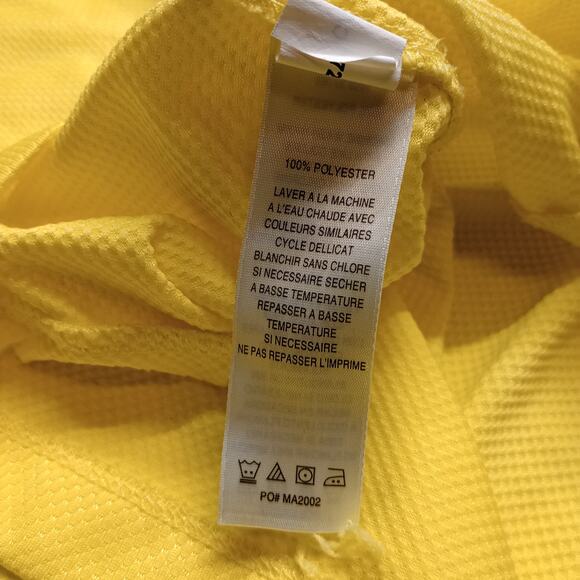 72
100% POLYESTER
LAVER A LA MACHINE
A L'EAU CHAUDE AVEC
COULEURS SIMILAIRES
CYCLE DELLICAT
BLANCHIR SANS CHLORE
SI NECESSAIRE SECHER
A BASSE TEMPERATURE
REPASSER A BASSE
TEMPERATURE
SI NECESSAIRE
NE PAS REPASSER L'IMPRIME
PO# MA2002